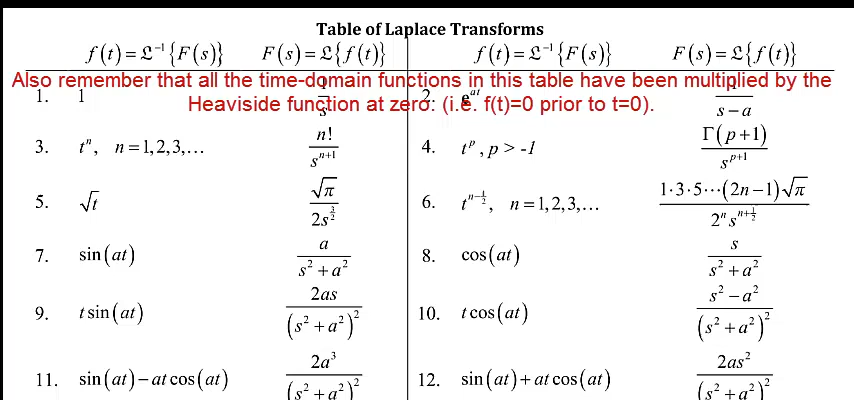 Table of Laplace Transforms
f(t) = 𝔏⁻¹{F(s)} F(s) = 𝔏{f(t)} f(t) = 𝔏⁻¹{F(s)} F(s) = 𝔏{f(t)}
Also remember that all the time-domain functions in this table have been multiplied by the
Heaviside function at zero: (i.e. f(t)=0 prior to t=0).
1. 1 1/s 2. e^{at} 1/(s−a)
3. tⁿ, n = 1,2,3,… n!/s^{n+1} 4. t^p, p > -1 Γ(p+1)/s^{p+1}
5. √t √π/(2s^{3/2}) 6. t^{n−1/2}, n = 1,2,3,… 1·3·5···(2n−1)√π/(2ⁿ s^{n+1/2})
7. sin(at) a/(s²+a²) 8. cos(at) s/(s²+a²)
9. t sin(at) 2as/(s²+a²)² 10. t cos(at) (s²−a²)/(s²+a²)²
11. sin(at) − at cos(at) 2a³/(s²+a²)² 12. sin(at) + at cos(at) 2as²/(s²+a²)²